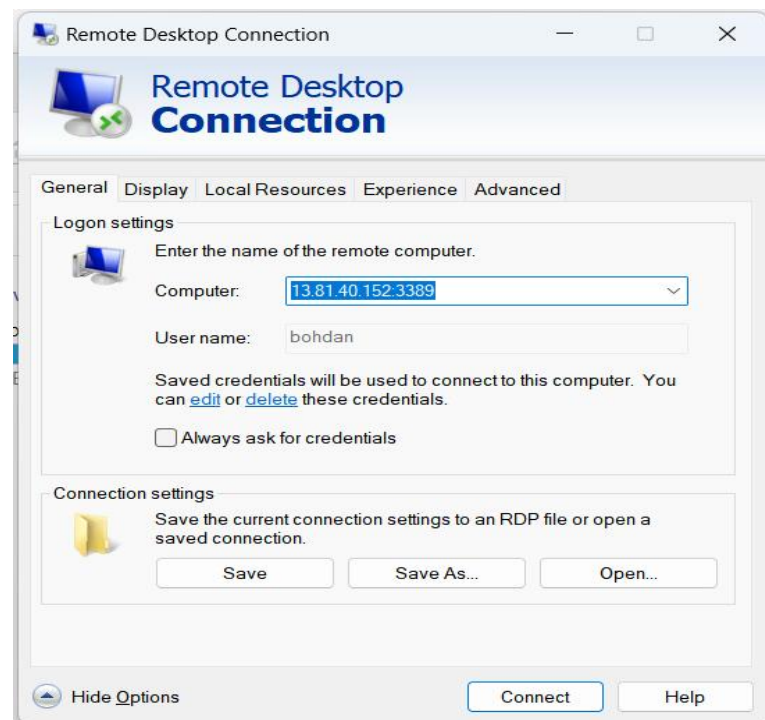 Remote Desktop Connection
Remote Desktop
Connection
General Display Local Resources Experience Advanced
Logon settings
Enter the name of the remote computer.
Computer: 13.81.40.152:3389
User name: bohdan
Saved credentials will be used to connect to this computer. You
can edit or delete these credentials.
Always ask for credentials
Connection settings
Save the current connection settings to an RDP file or open a
saved connection.
Save Save As... Open...
Hide Options Connect Help